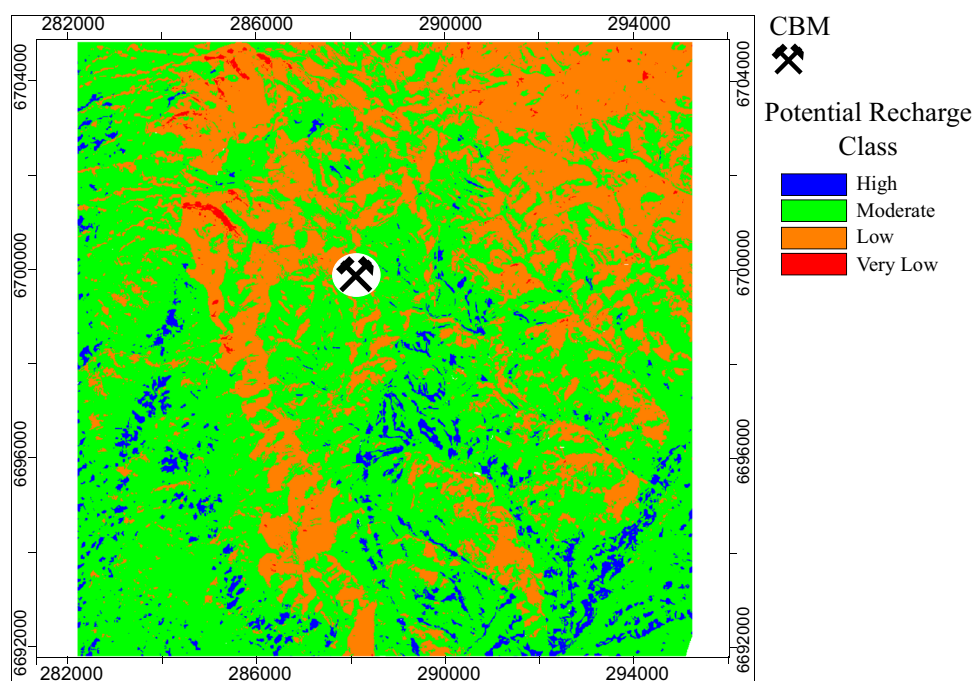 282000 286000 290000 294000
CBM
Potential Recharge
Class
High
Moderate
Low
Very Low
6704000 6704000
6700000 6700000
6696000 6696000
6692000 6692000
282000 286000 290000 294000